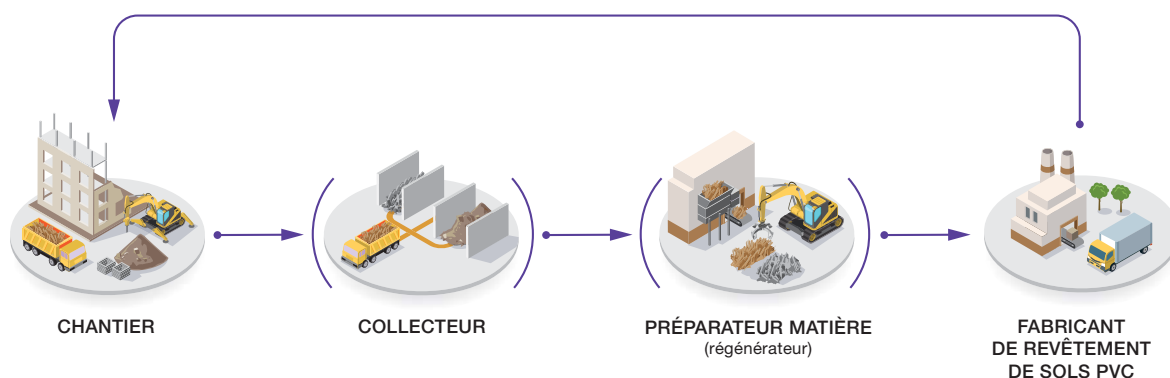 CHANTIER
COLLECTEUR
PRÉPARATEUR MATIÈRE
(régénérateur)
FABRICANT
DE REVÊTEMENT
DE SOLS PVC